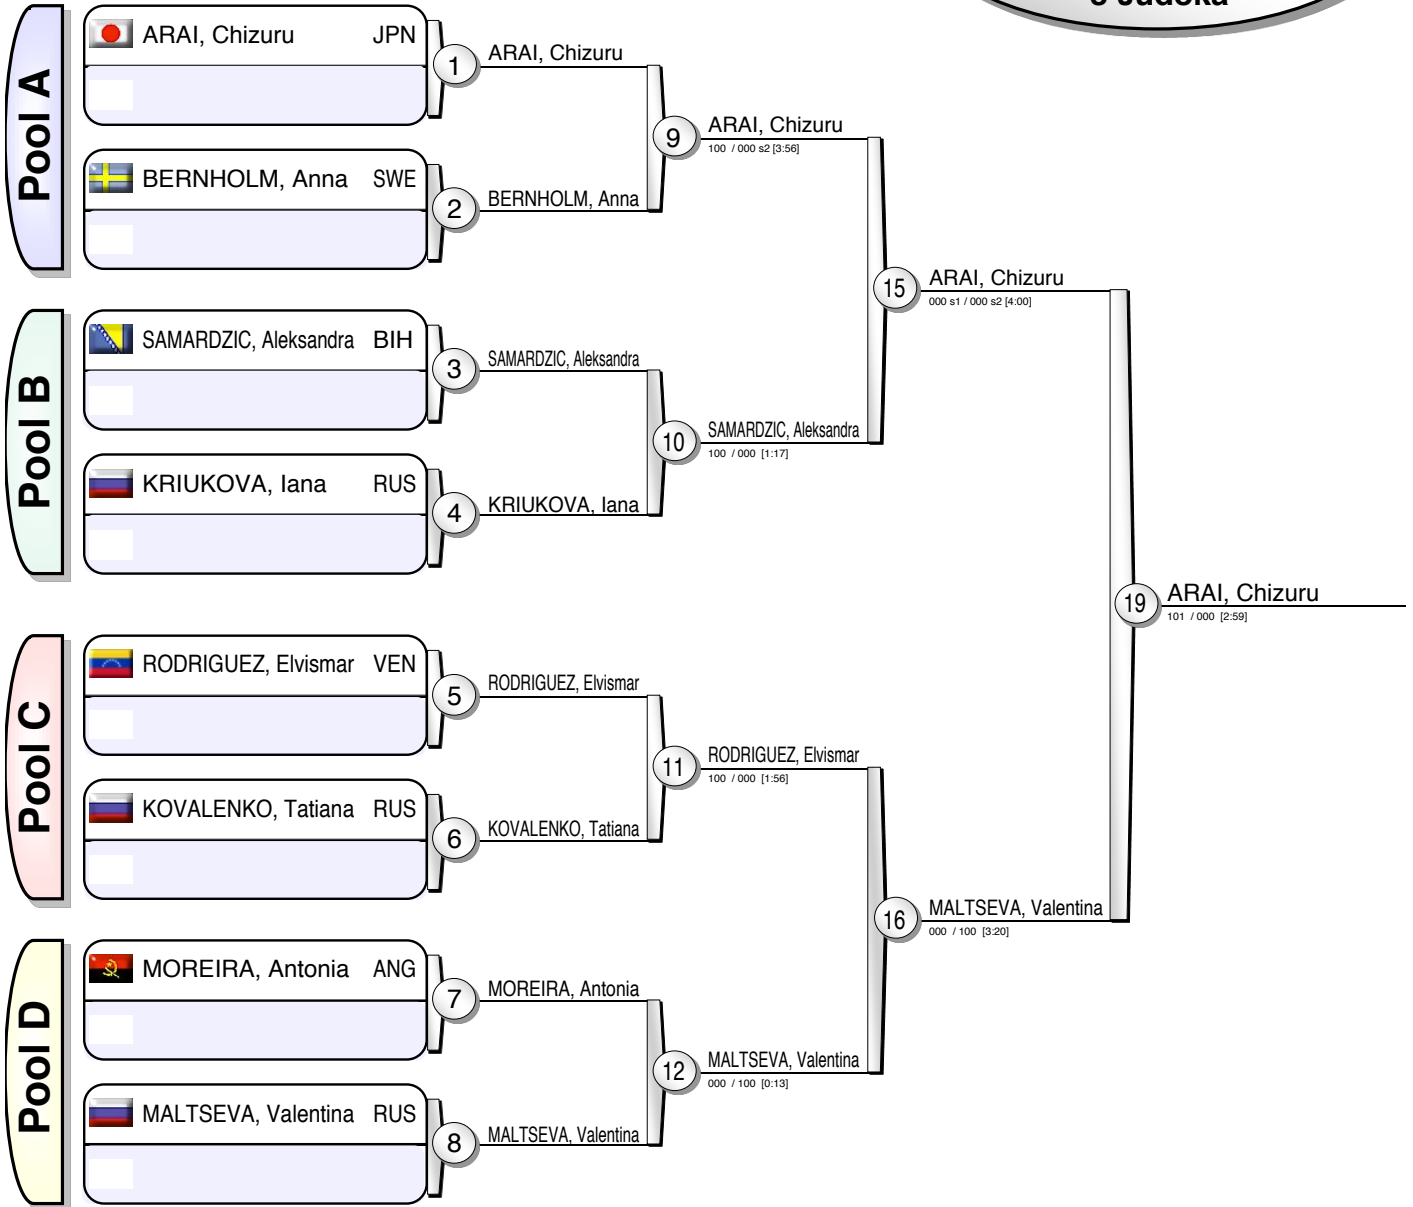 8 Judoka
Pool A
ARAI, Chizuru JPN
1
ARAI, Chizuru
BERNHOLM, Anna SWE
2
BERNHOLM, Anna
9
ARAI, Chizuru
100 / 000 s2 [3:56]
Pool B
SAMARDZIC, Aleksandra BIH
3
SAMARDZIC, Aleksandra
KRIUKOVA, Iana RUS
4
KRIUKOVA, Iana
10
SAMARDZIC, Aleksandra
100 / 000 [1:17]
15
ARAI, Chizuru
000 s1 / 000 s2 [4:00]
Pool C
RODRIGUEZ, Elvismar VEN
5
RODRIGUEZ, Elvismar
KOVALENKO, Tatiana RUS
6
KOVALENKO, Tatiana
11
RODRIGUEZ, Elvismar
100 / 000 [1:56]
Pool D
MOREIRA, Antonia ANG
7
MOREIRA, Antonia
MALTSEVA, Valentina RUS
8
MALTSEVA, Valentina
12
MALTSEVA, Valentina
000 / 100 [0:13]
16
MALTSEVA, Valentina
000 / 100 [3:20]
19
ARAI, Chizuru
101 / 000 [2:59]